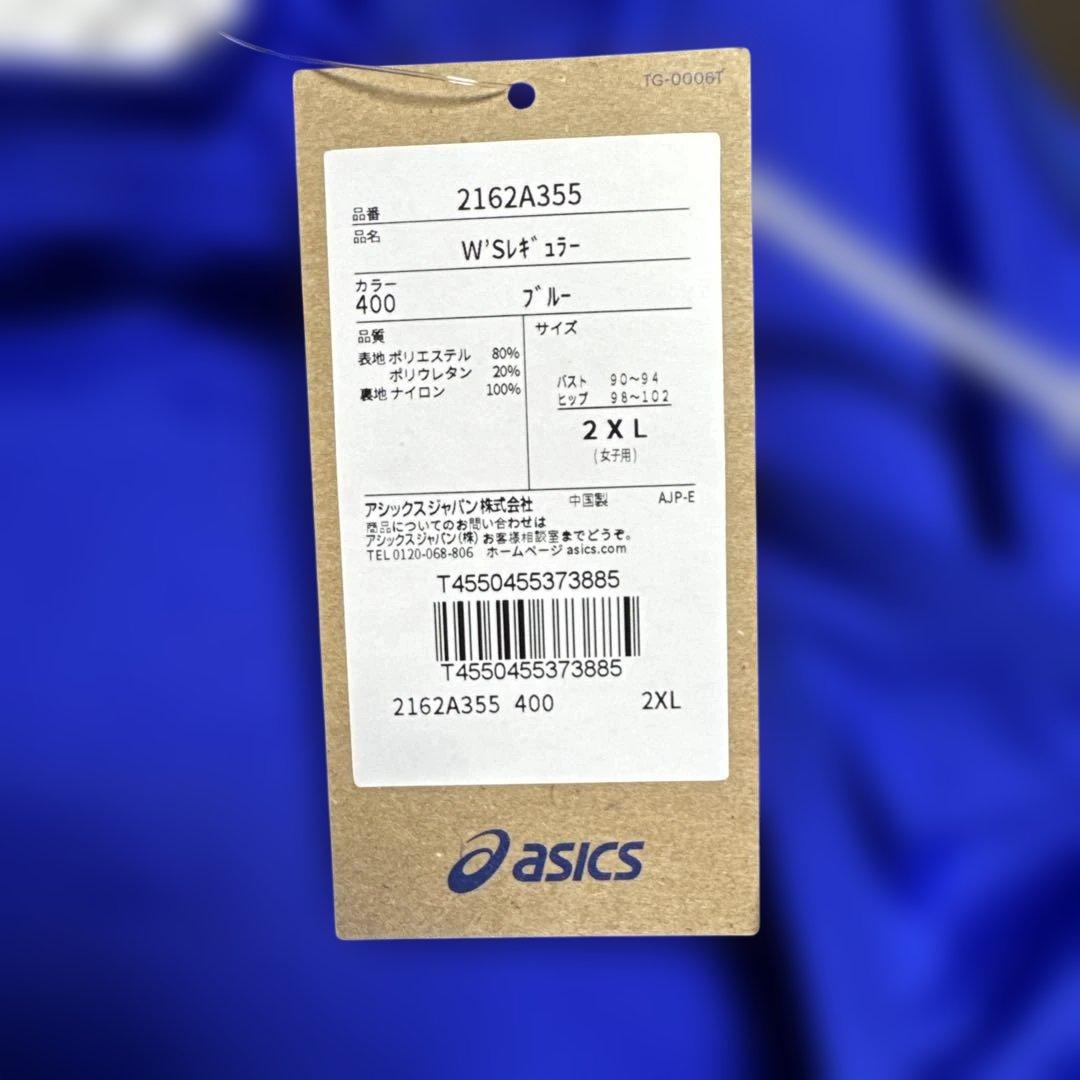 TG-0006T
品番 2162A355
品名
W'Sﾚｷﾞｭﾗｰ
カラー
400 ﾌﾞﾙｰ
品質
表地 ポリエステル 80%
ポリウレタン 20%
裏地 ナイロン 100%
サイズ
バスト 90~94
ヒップ 98~102
2XL
(女子用)
アシックスジャパン株式会社 中国製 AJP-E
商品についてのお問い合わせは
アシックスジャパン(株)お客様相談室までどうぞ。
TEL 0120-068-806 ホームページ asics.com
T4550455373885
T4550455373885
2162A355 400 2XL
asics